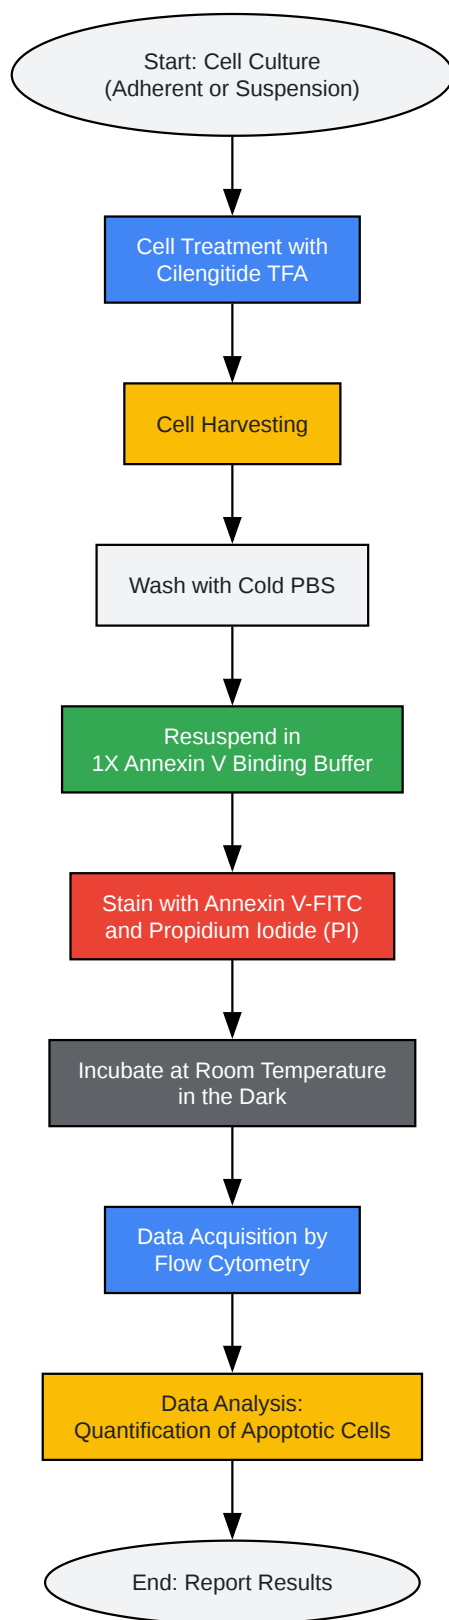 Start: Cell Culture
(Adherent or Suspension)
Cell Treatment with
Cilengitide TFA
Cell Harvesting
Wash with Cold PBS
Resuspend in
1X Annexin V Binding Buffer
Stain with Annexin V-FITC
and Propidium Iodide (PI)
Incubate at Room Temperature
in the Dark
Data Acquisition by
Flow Cytometry
Data Analysis:
Quantification of Apoptotic Cells
End: Report Results